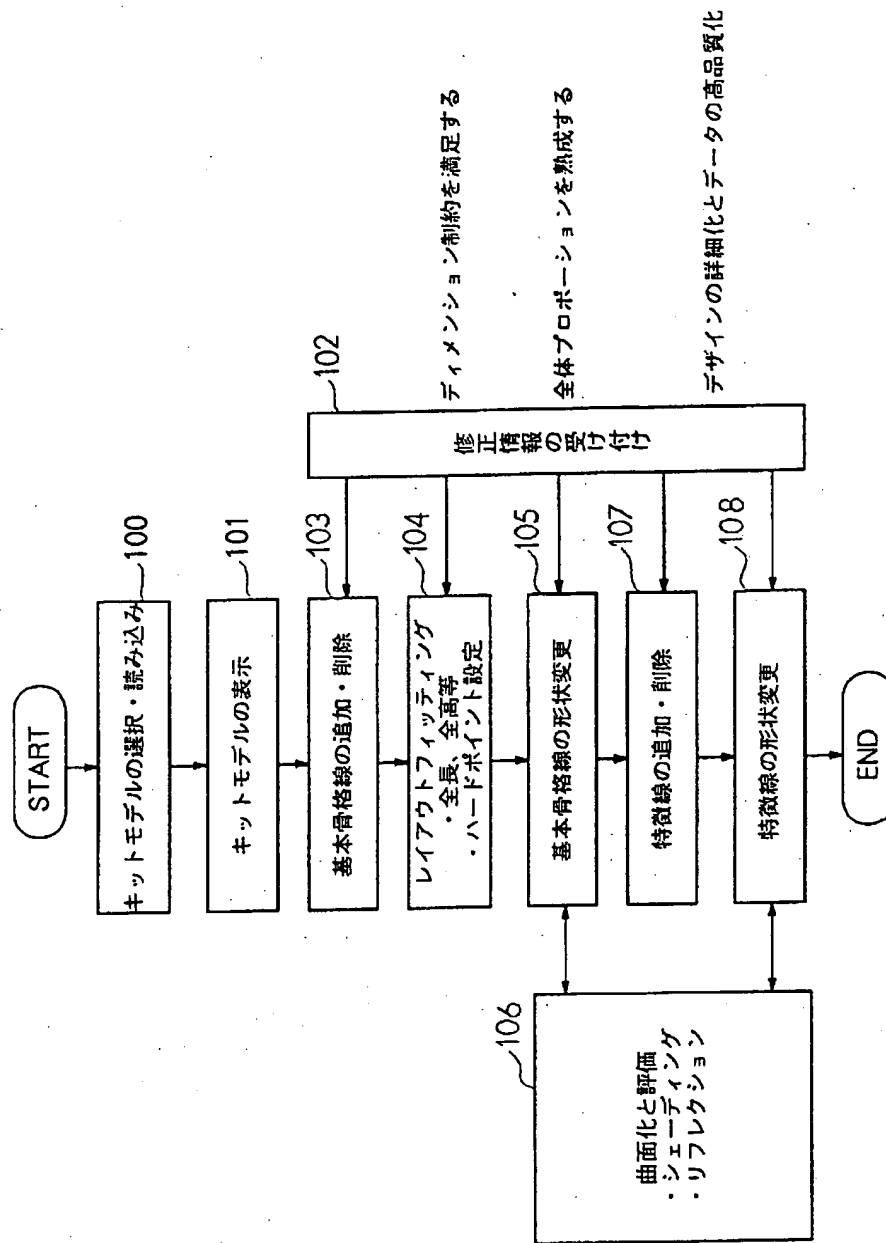 START
キットモデルの選択・読み込み
100
キットモデルの表示
101
基本骨格線の追加・削除
103
レイアウトフィッティング
・全長、全高等
・ハードポイント設定
104
基本骨格線の形状変更
105
特徴線の追加・削除
107
特徴線の形状変更
108
END
修正情報の受け付け
102
曲面化と評価
・シェーディング
・リフレクション
106
ディメンション制約を満足する
全体プロポーションを熟成する
デザインの詳細化とデータの高品質化